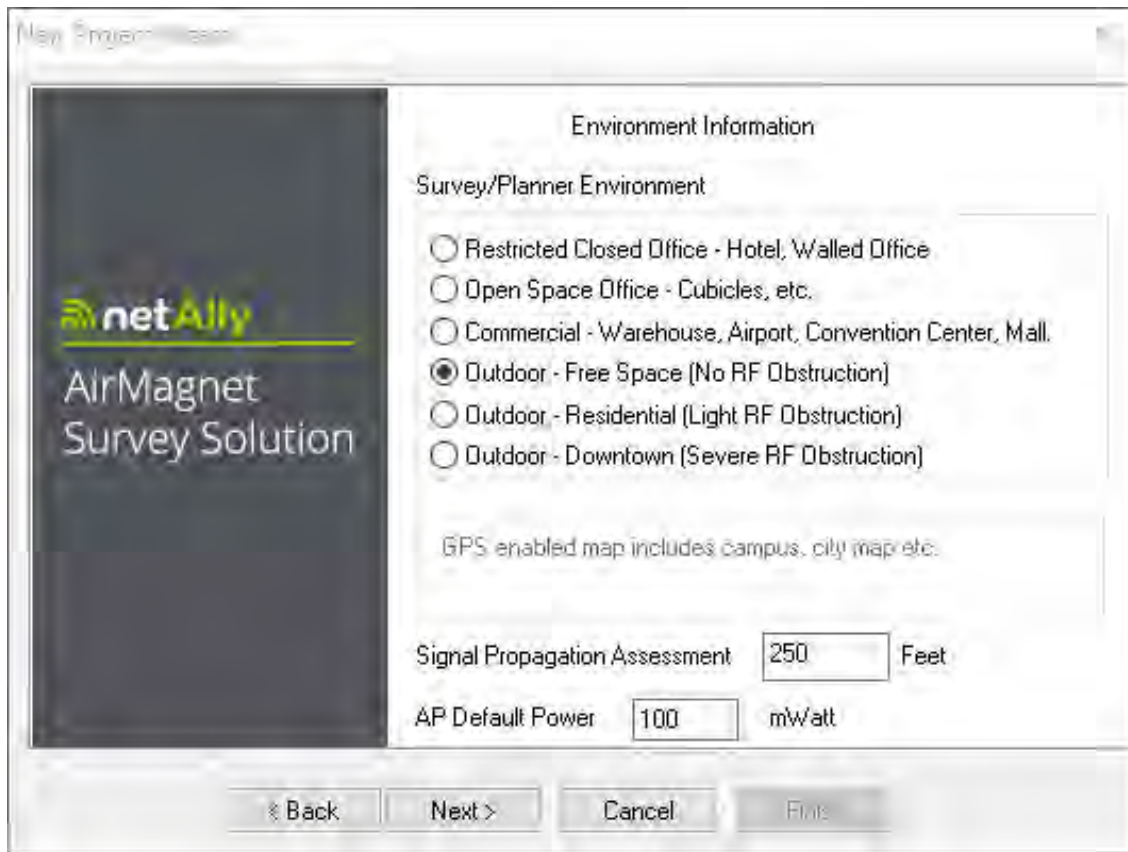 New Project Wizard
Environment Information
Survey/Planner Environment
netAlly
AirMagnet
Survey Solution
Restricted Closed Office - Hotel, Walled Office
Open Space Office - Cubicles, etc.
Commercial - Warehouse, Airport, Convention Center, Mall.
Outdoor - Free Space (No RF Obstruction)
Outdoor - Residential (Light RF Obstruction)
Outdoor - Downtown (Severe RF Obstruction)
GPS enabled map includes campus, city map etc.
Signal Propagation Assessment 250 Feet
AP Default Power 100 mWatt
< Back Next > Cancel